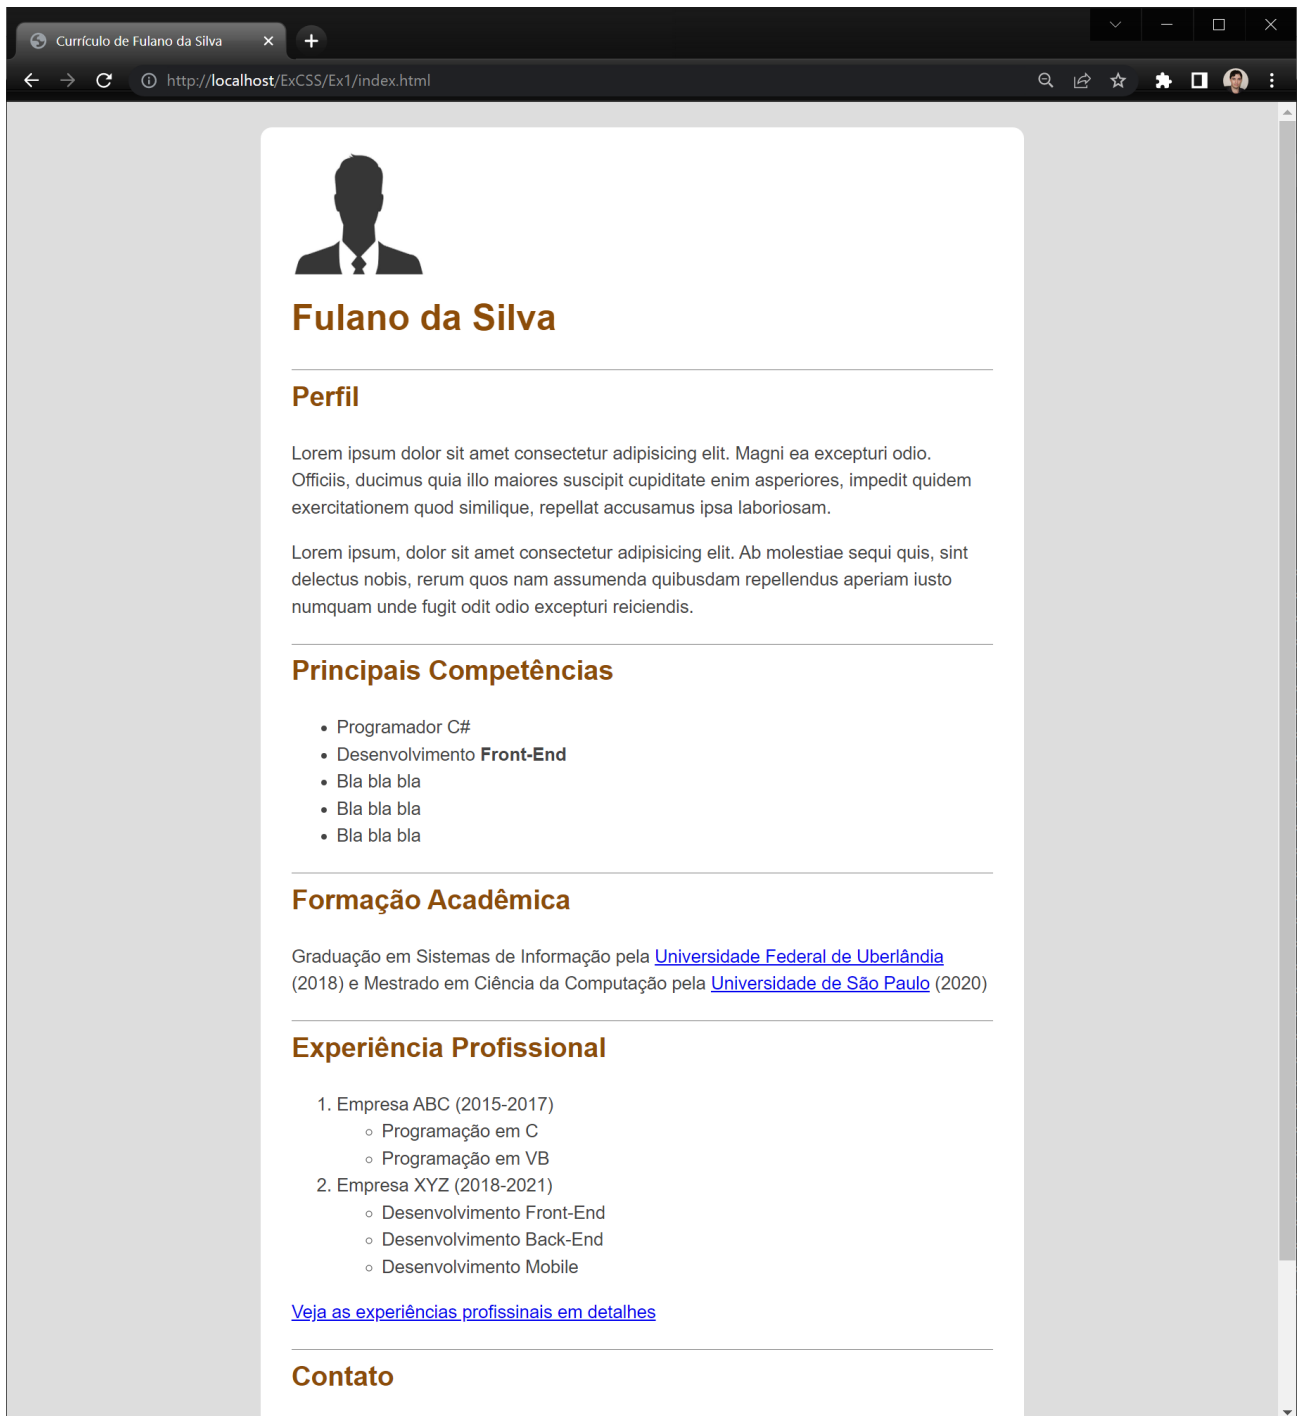 Currículo de Fulano da Silva
http://localhost/ExCSS/Ex1/index.html
Fulano da Silva
Perfil
Lorem ipsum dolor sit amet consectetur adipisicing elit. Magni ea excepturi odio.
Officiis, ducimus quia illo maiores suscipit cupiditate enim asperiores, impedit quidem
exercitationem quod similique, repellat accusamus ipsa laboriosam.
Lorem ipsum, dolor sit amet consectetur adipisicing elit. Ab molestiae sequi quis, sint
delectus nobis, rerum quos nam assumenda quibusdam repellendus aperiam iusto
numquam unde fugit odit odio excepturi reiciendis.
Principais Competências
• Programador C#
• Desenvolvimento Front-End
• Bla bla bla
• Bla bla bla
• Bla bla bla
Formação Acadêmica
Graduação em Sistemas de Informação pela Universidade Federal de Uberlândia
(2018) e Mestrado em Ciência da Computação pela Universidade de São Paulo (2020)
Experiência Profissional
1. Empresa ABC (2015-2017)
◦ Programação em C
◦ Programação em VB
2. Empresa XYZ (2018-2021)
◦ Desenvolvimento Front-End
◦ Desenvolvimento Back-End
◦ Desenvolvimento Mobile
Veja as experiências profissinais em detalhes
Contato